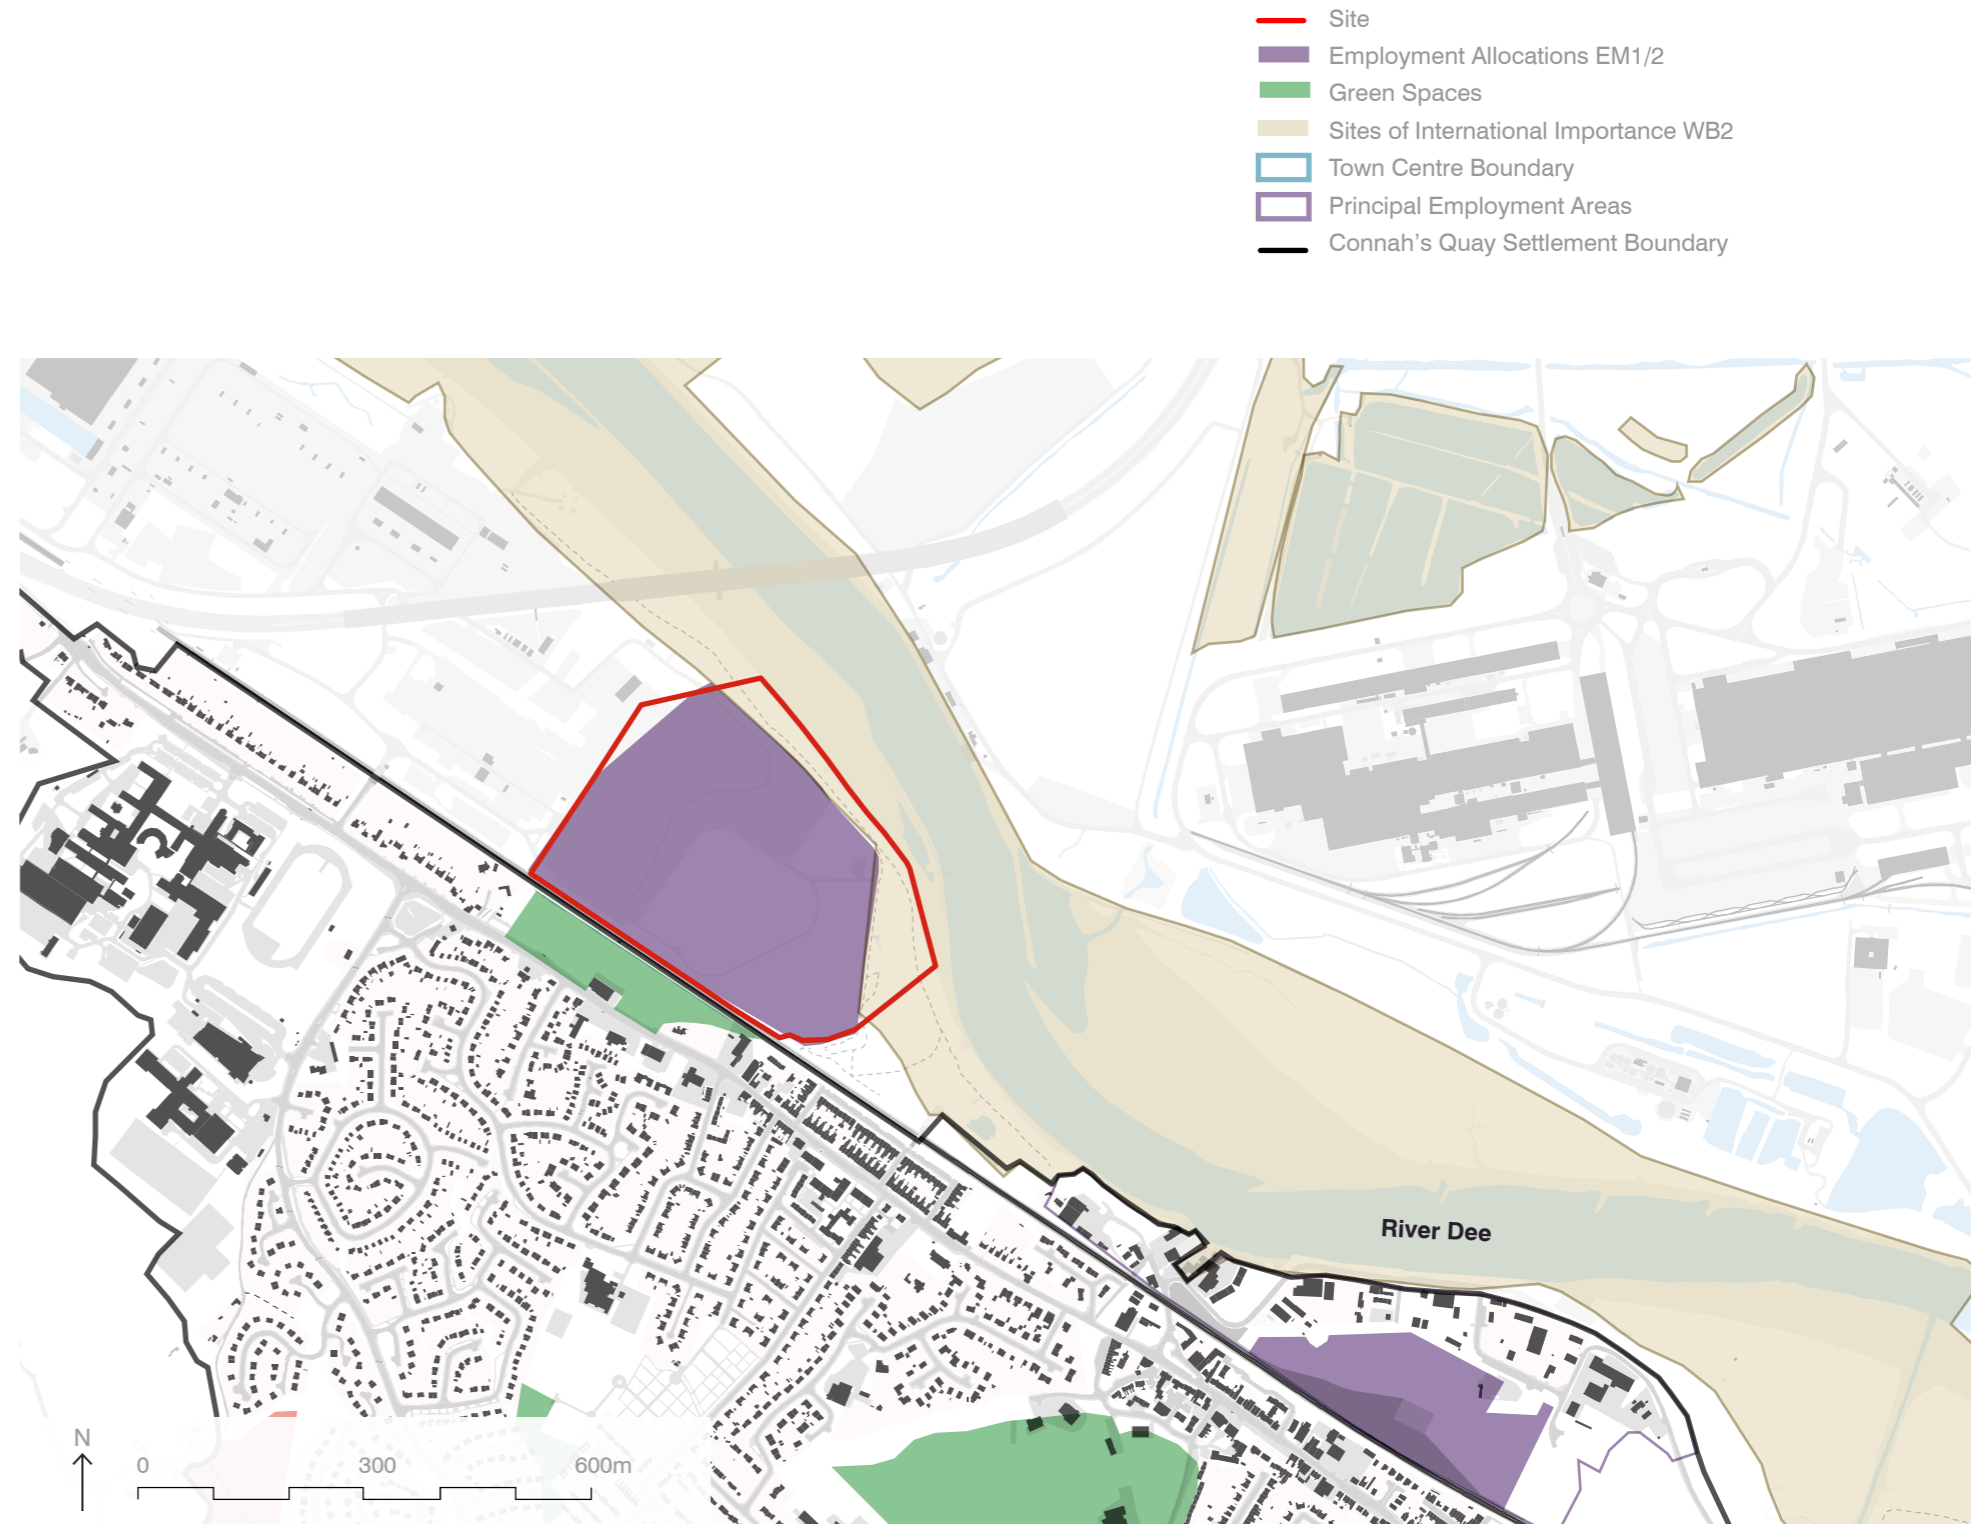 Site
Employment Allocations EM1/2
Green Spaces
Sites of International Importance WB2
Town Centre Boundary
Principal Employment Areas
Connah's Quay Settlement Boundary
River Dee
N
0 300 600m